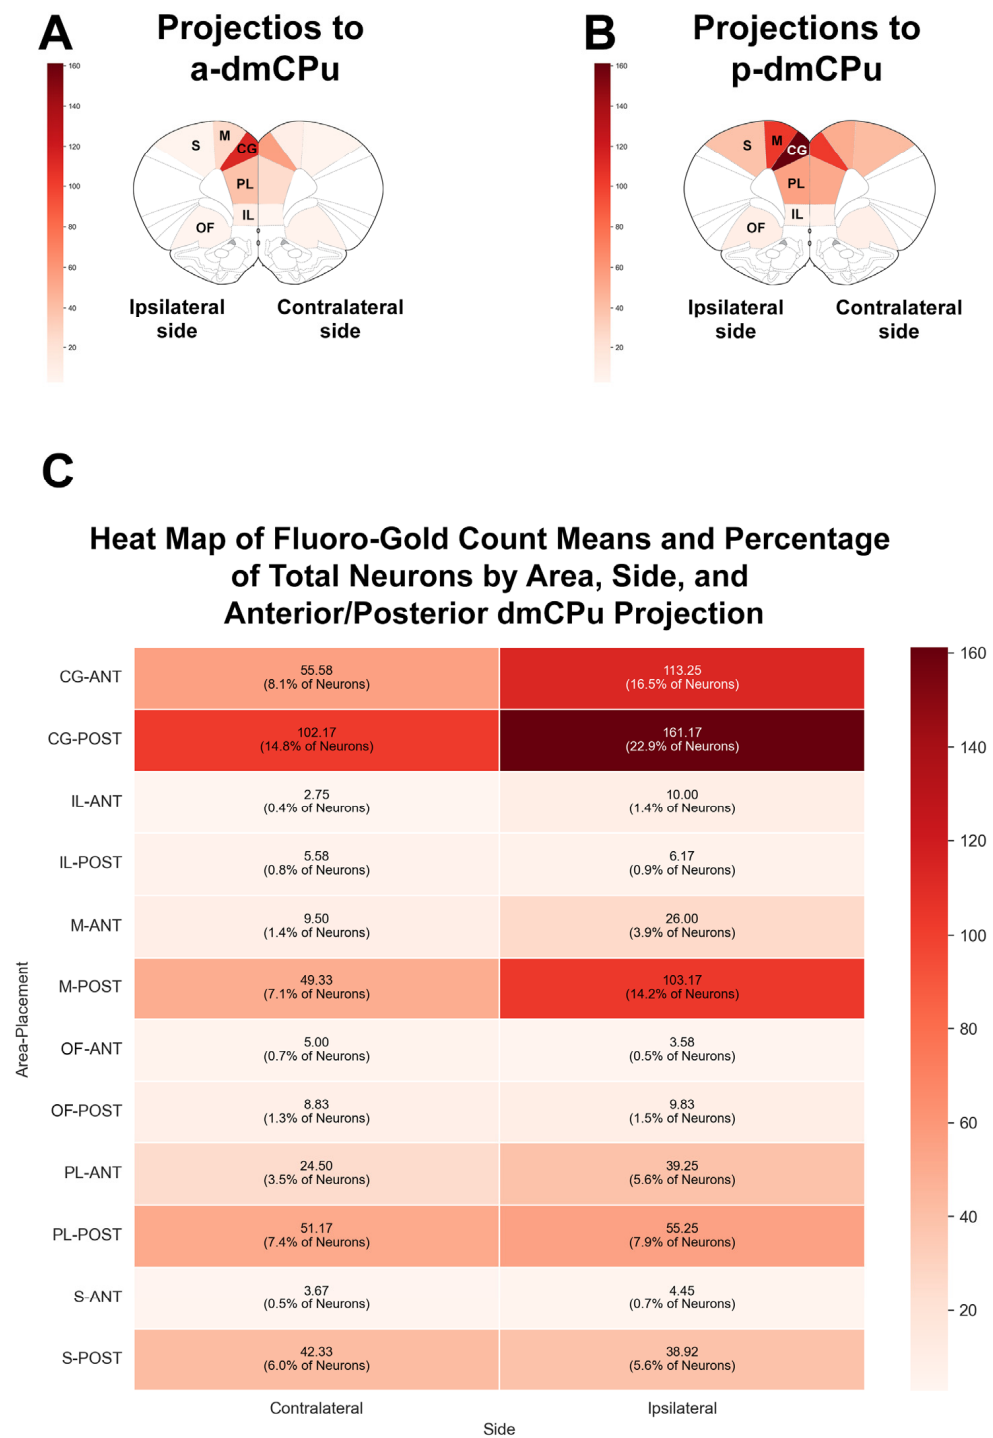 A
Projectios to
a-dmCPu
160
140
120
100
80
60
40
20
S
M
CG
PL
IL
OF
Ipsilateral
side
Contralateral
side
B
Projections to
p-dmCPu
160
140
120
100
80
60
40
20
S
M
CG
PL
IL
OF
Ipsilateral
side
Contralateral
side
C
Heat Map of Fluoro-Gold Count Means and Percentage
of Total Neurons by Area, Side, and
Anterior/Posterior dmCPu Projection
Area-Placement
CG-ANT
55.58
(8.1% of Neurons)
113.25
(16.5% of Neurons)
CG-POST
102.17
(14.8% of Neurons)
161.17
(22.9% of Neurons)
IL-ANT
2.75
(0.4% of Neurons)
10.00
(1.4% of Neurons)
IL-POST
5.58
(0.8% of Neurons)
6.17
(0.9% of Neurons)
M-ANT
9.50
(1.4% of Neurons)
26.00
(3.9% of Neurons)
M-POST
49.33
(7.1% of Neurons)
103.17
(14.2% of Neurons)
OF-ANT
5.00
(0.7% of Neurons)
3.58
(0.5% of Neurons)
OF-POST
8.83
(1.3% of Neurons)
9.83
(1.5% of Neurons)
PL-ANT
24.50
(3.5% of Neurons)
39.25
(5.6% of Neurons)
PL-POST
51.17
(7.4% of Neurons)
55.25
(7.9% of Neurons)
S-ANT
3.67
(0.5% of Neurons)
4.45
(0.7% of Neurons)
S-POST
42.33
(6.0% of Neurons)
38.92
(5.6% of Neurons)
Contralateral
Ipsilateral
Side
160
140
120
100
80
60
40
20